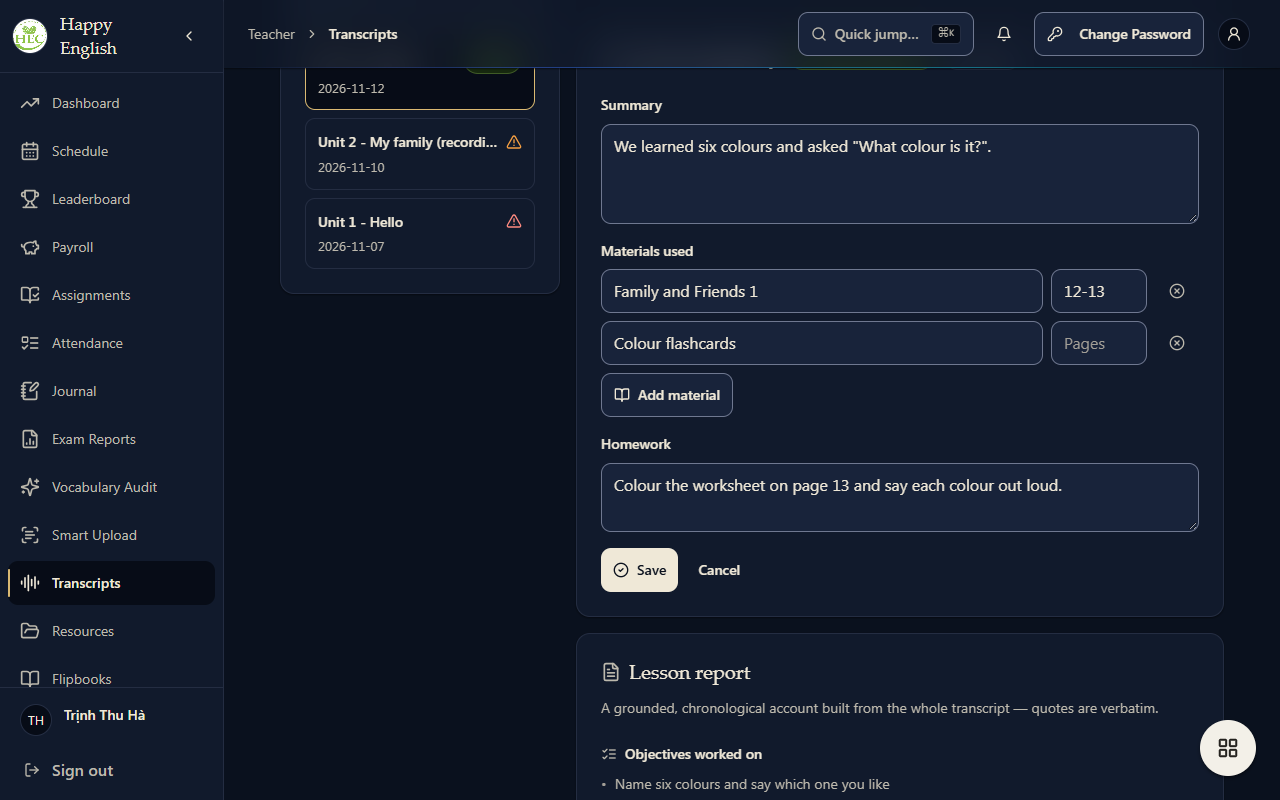 Happy
English
HEC
Dashboard
Schedule
Leaderboard
Payroll
Assignments
Attendance
Journal
Exam Reports
Vocabulary Audit
Smart Upload
Transcripts
Resources
Flipbooks
TH
Trịnh Thu Hà
Sign out
Teacher > Transcripts
Quick jump... ⌘K
Change Password
2026-11-12
Unit 2 - My family (recordi...
2026-11-10
Unit 1 - Hello
2026-11-07
Summary
We learned six colours and asked "What colour is it?".
Materials used
Family and Friends 1
12-13
Colour flashcards
Pages
Add material
Homework
Colour the worksheet on page 13 and say each colour out loud.
Save
Cancel
Lesson report
A grounded, chronological account built from the whole transcript — quotes are verbatim.
Objectives worked on
• Name six colours and say which one you like